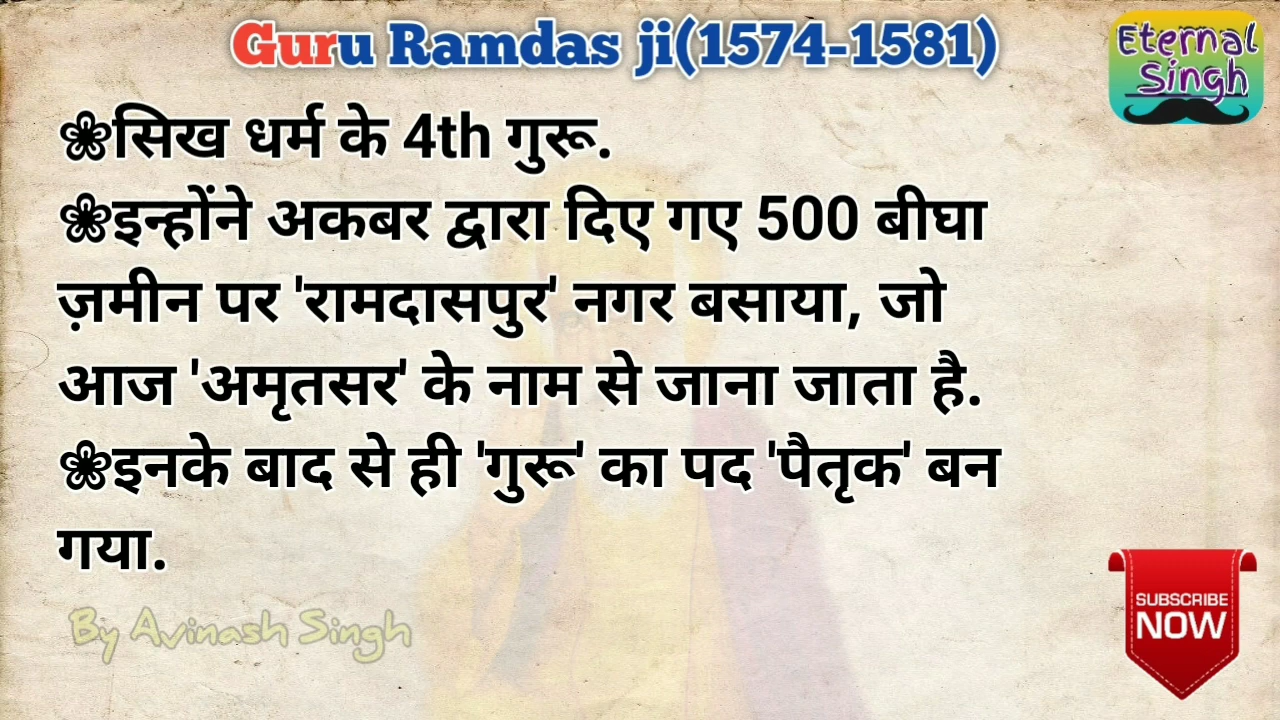 Guru Ramdas ji(1574-1581)
Eternal
Singh
❀सिख धर्म के 4th गुरू.
❀इन्होंने अकबर द्वारा दिए गए 500 बीघा
ज़मीन पर 'रामदासपुर' नगर बसाया, जो
आज 'अमृतसर' के नाम से जाना जाता है.
❀इनके बाद से ही 'गुरू' का पद 'पैतृक' बन
गया.
By Avinash Singh
SUBSCRIBE
NOW